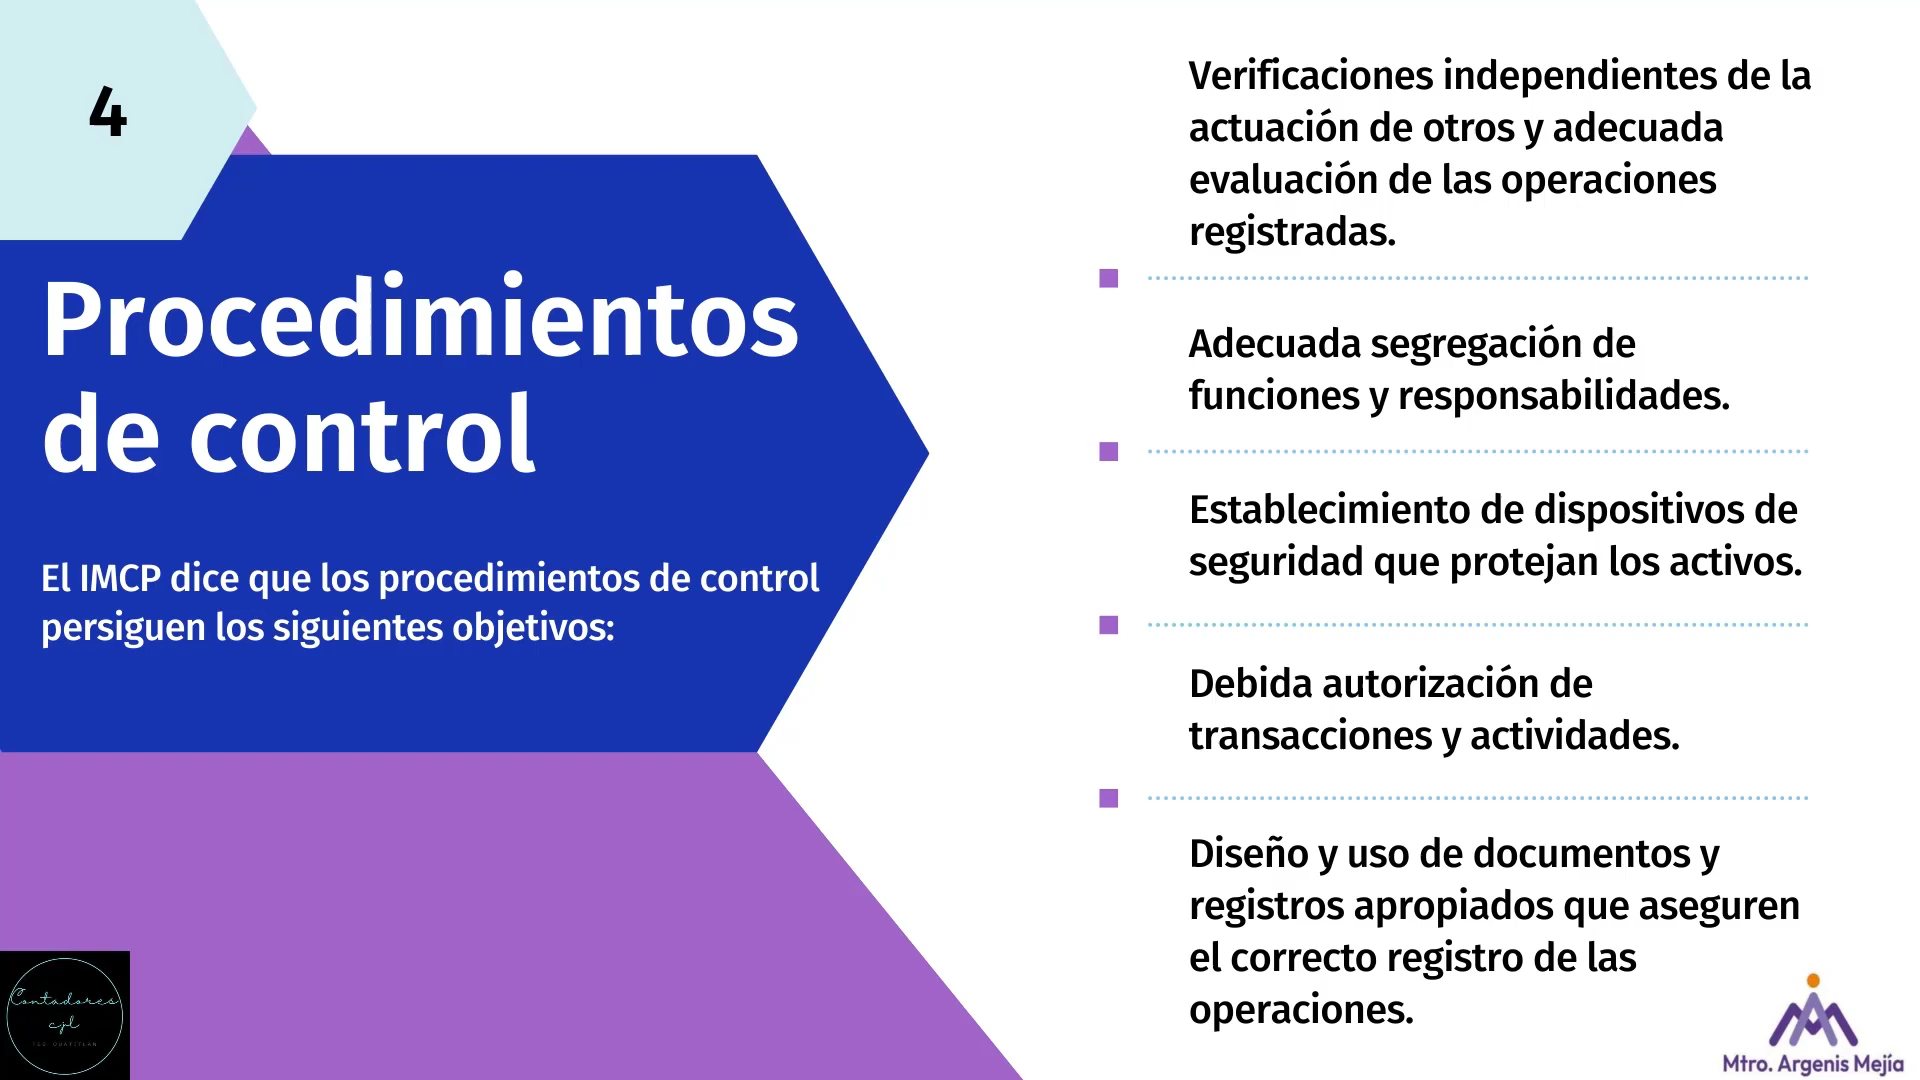 4
Procedimientos
de control
El IMCP dice que los procedimientos de control
persiguen los siguientes objetivos:
Verificaciones independientes de la
actuación de otros y adecuada
evaluación de las operaciones
registradas.
Adecuada segregación de
funciones y responsabilidades.
Establecimiento de dispositivos de
seguridad que protejan los activos.
Debida autorización de
transacciones y actividades.
Diseño y uso de documentos y
registros apropiados que aseguren
el correcto registro de las
operaciones.
Contadores
cjl
Mtro. Argenis Mejía